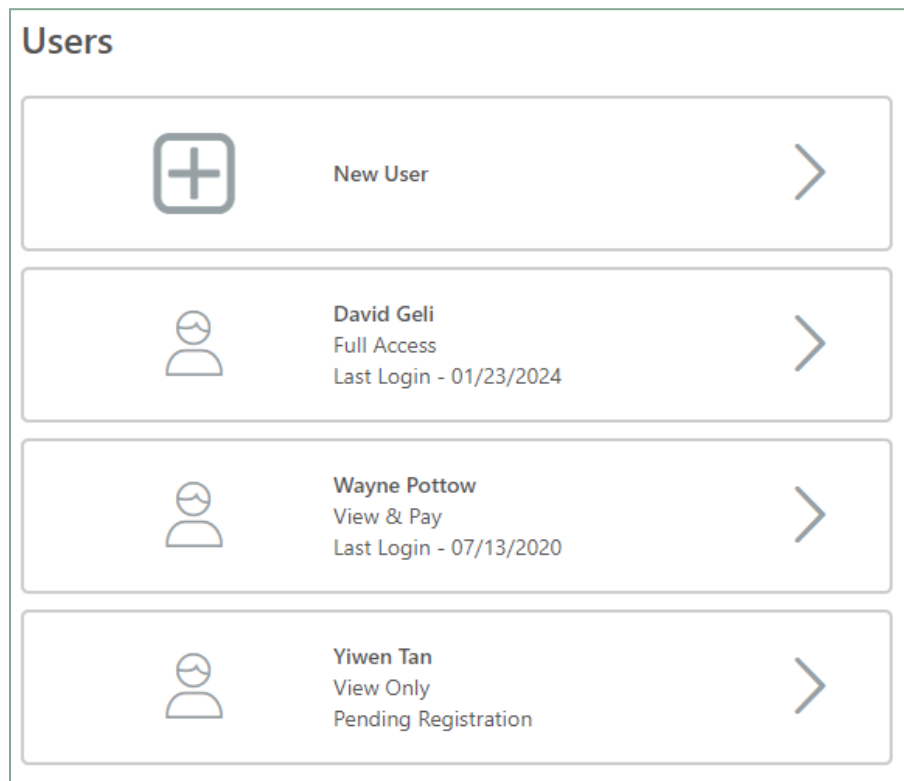 Users
New User
David Geli
Full Access
Last Login - 01/23/2024
Wayne Pottow
View & Pay
Last Login - 07/13/2020
Yiwen Tan
View Only
Pending Registration